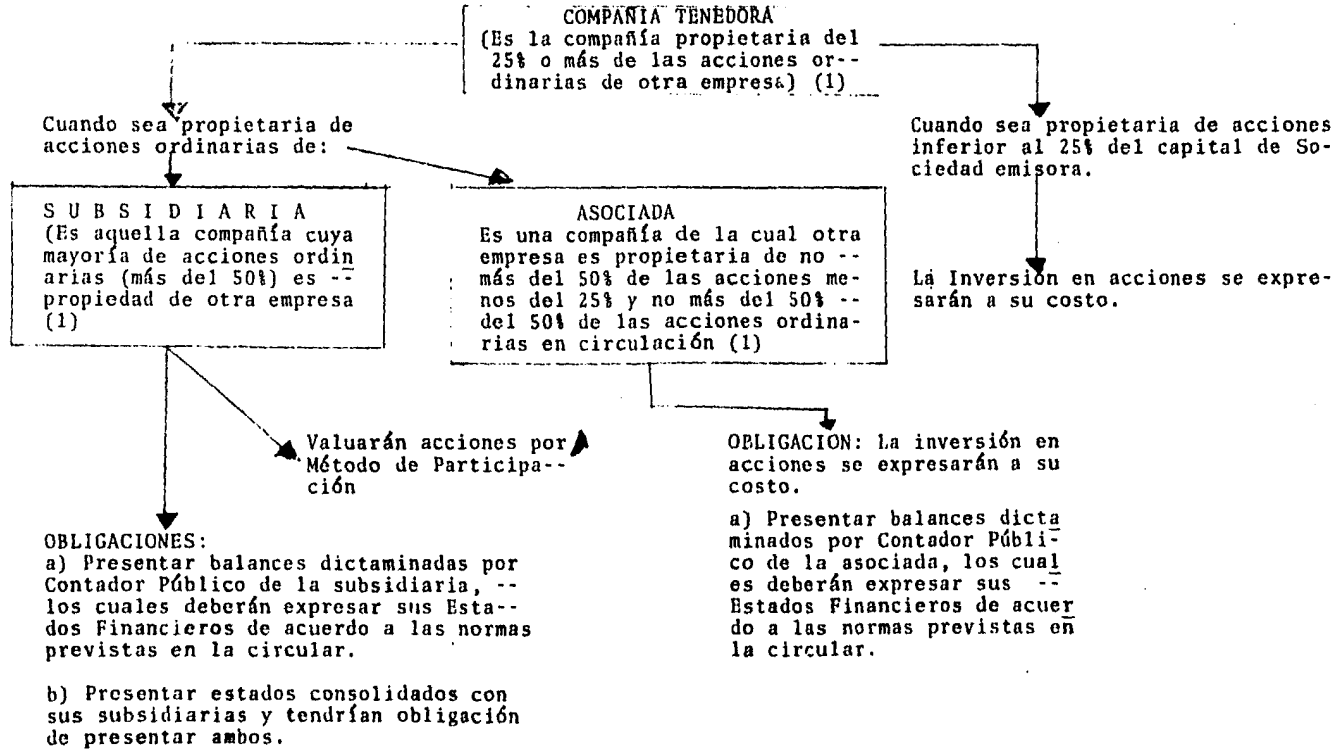 COMPAÑIA TENEDORA
(Es la compañía propietaria del
25% o más de las acciones or--
dinarias de otra empresa) (1)
Cuando sea propietaria de
acciones ordinarias de:
Cuando sea propietaria de acciones
inferior al 25% del capital de So-
ciedad emisora.
S U B S I D I A R I A
(Es aquella compañía cuya
mayoría de acciones ordin
arias (más del 50%) es --
propiedad de otra empresa
(1)
ASOCIADA
Es una compañía de la cual otra
empresa es propietaria de no --
más del 50% de las acciones me-
nos del 25% y no más del 50% --
del 50% de las acciones ordina-
rias en circulación (1)
La Inversión en acciones se expre-
sarán a su costo.
Valuarán acciones por
Método de Participa--
ción
OBLIGACIONES:
a) Presentar balances dictaminadas por
Contador Público de la subsidiaria, --
los cuales deberán expresar sus Esta--
dos Financieros de acuerdo a las normas
previstas en la circular.
b) Presentar estados consolidados con
sus subsidiarias y tendrían obligación
de presentar ambos.
OBLIGACION: La inversión en
acciones se expresarán a su
costo.
a) Presentar balances dicta
minados por Contador Públi-
co de la asociada, los cual
es deberán expresar sus --
Estados Financieros de acuer
do a las normas previstas en
la circular.